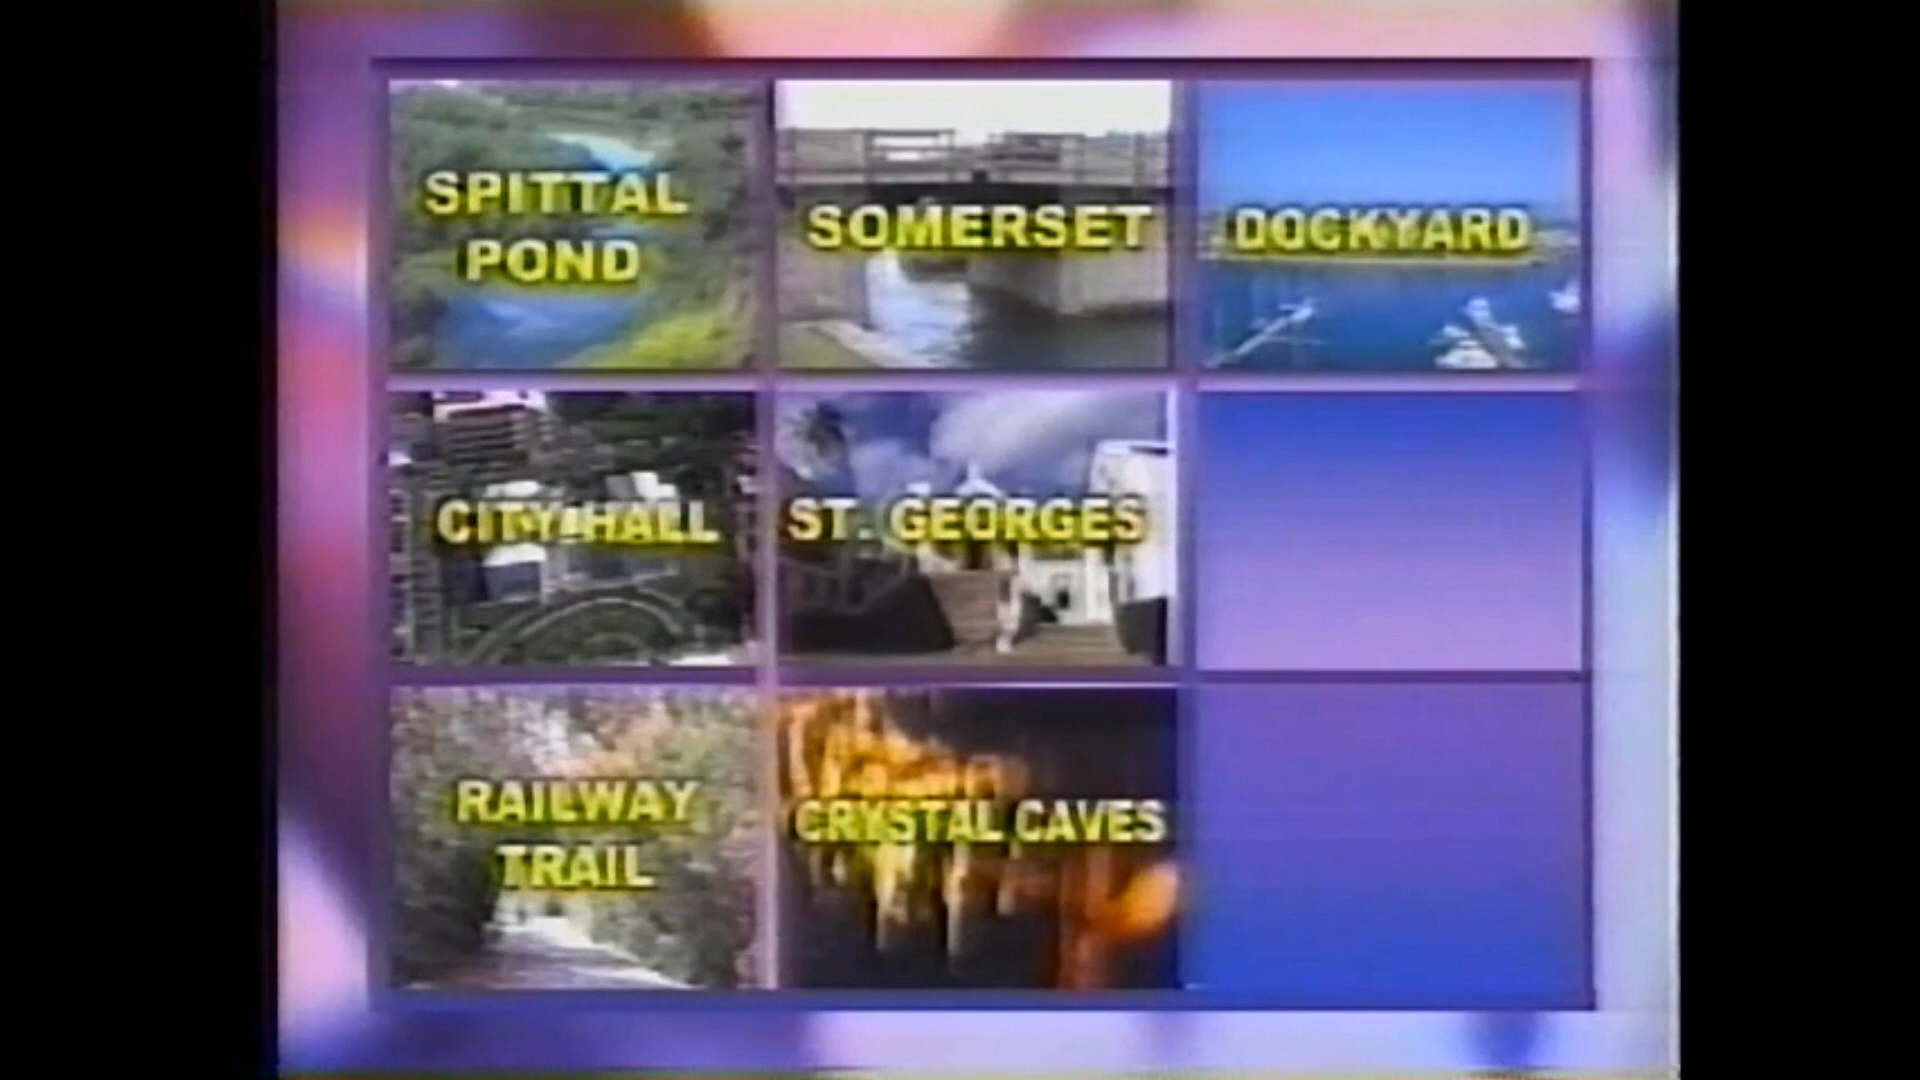 SPITTAL
POND
SOMERSET
DOCKYARD
CITY HALL
ST. GEORGES
RAILWAY
TRAIL
CRYSTAL CAVES